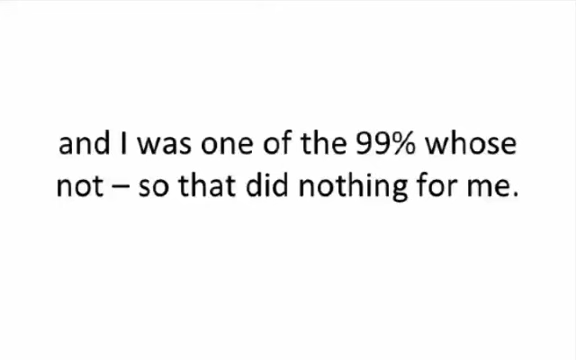 and I was one of the 99% whose
not – so that did nothing for me.